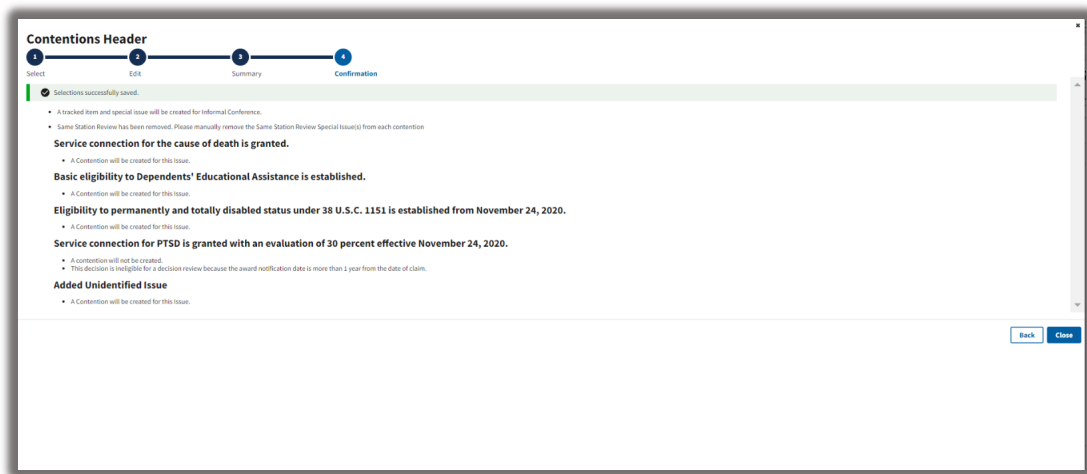 Contentions Header
1 2 3 4
Select Edit Summary Confirmation
Selections successfully saved.
A tracked item and special issue will be created for Informal Conference.
Same Station Review has been removed. Please manually remove the Same Station Review Special Issue(s) from each contention
Service connection for the cause of death is granted.
A Contention will be created for this issue.
Basic eligibility to Dependents' Educational Assistance is established.
A Contention will be created for this issue.
Eligibility to permanently and totally disabled status under 38 U.S.C. 1151 is established from November 24, 2020.
A Contention will be created for this issue.
Service connection for PTSD is granted with an evaluation of 30 percent effective November 24, 2020.
A contention will not be created.
This decision is ineligible for a decision review because the award notification date is more than 1 year from the date of claim.
Added Unidentified Issue
A Contention will be created for this issue.
Back Close